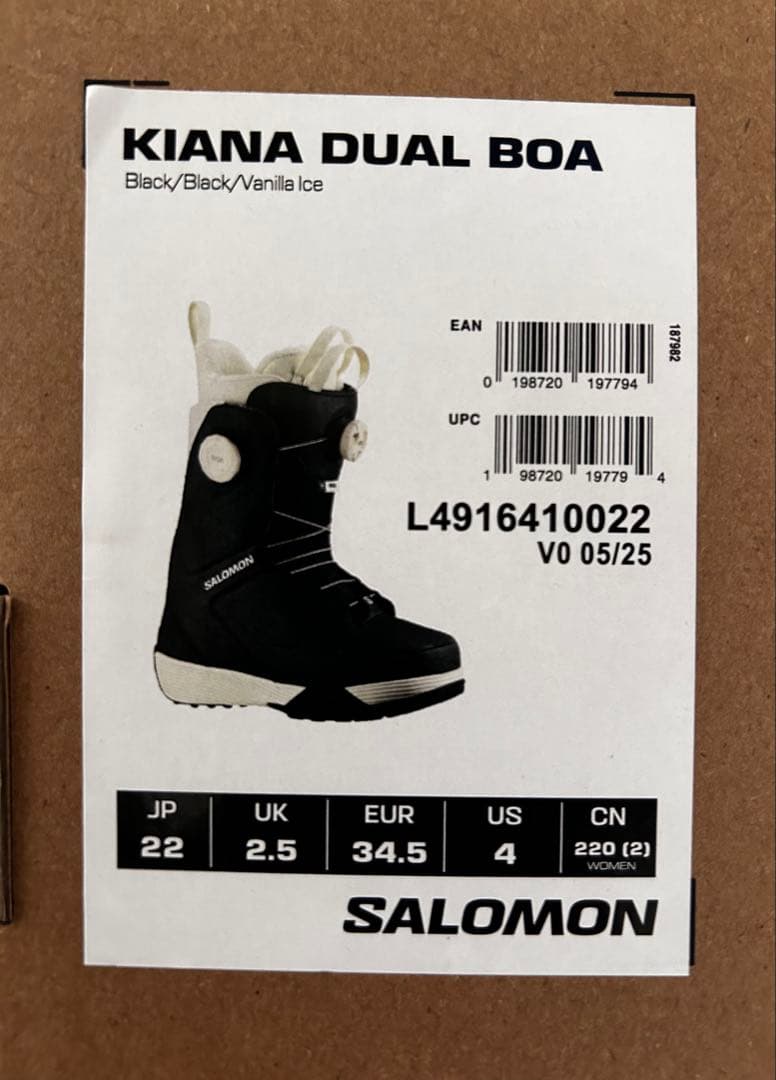 KIANA DUAL BOA
Black/Black/Vanilla Ice
EAN
0 198720 197794
187982
UPC
1 98720 19779 4
L4916410022
V0 05/25
SALOMON
JP UK EUR US CN
22 2.5 34.5 4 220 (2)
WOMEN
SALOMON